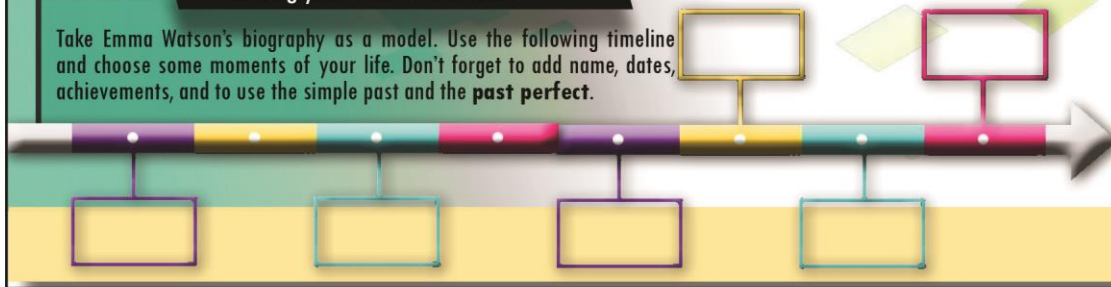 Take Emma Watson's biography as a model. Use the following timeline
and choose some moments of your life. Don't forget to add name, dates,
achievements, and to use the simple past and the past perfect.